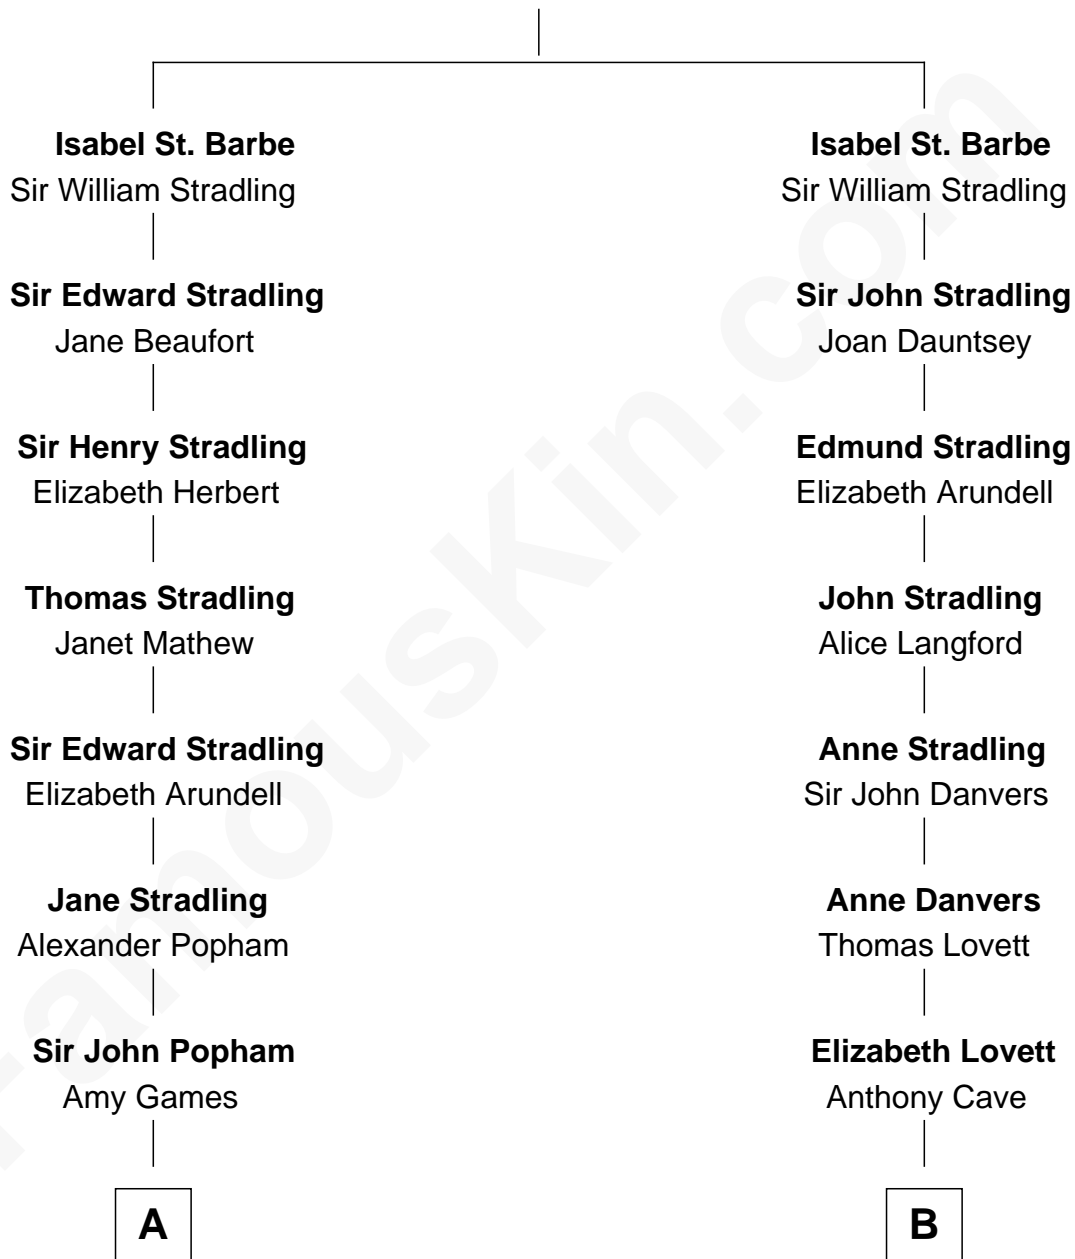 Isabel St. Barbe
Sir William Stradling
Sir Edward Stradling
Jane Beaufort
Sir Henry Stradling
Elizabeth Herbert
Thomas Stradling
Janet Mathew
Sir Edward Stradling
Elizabeth Arundell
Jane Stradling
Alexander Popham
Sir John Popham
Amy Games
A
Isabel St. Barbe
Sir William Stradling
Sir John Stradling
Joan Dauntsey
Edmund Stradling
Elizabeth Arundell
John Stradling
Alice Langford
Anne Stradling
Sir John Danvers
Anne Danvers
Thomas Lovett
Elizabeth Lovett
Anthony Cave
B
FamousKin.com